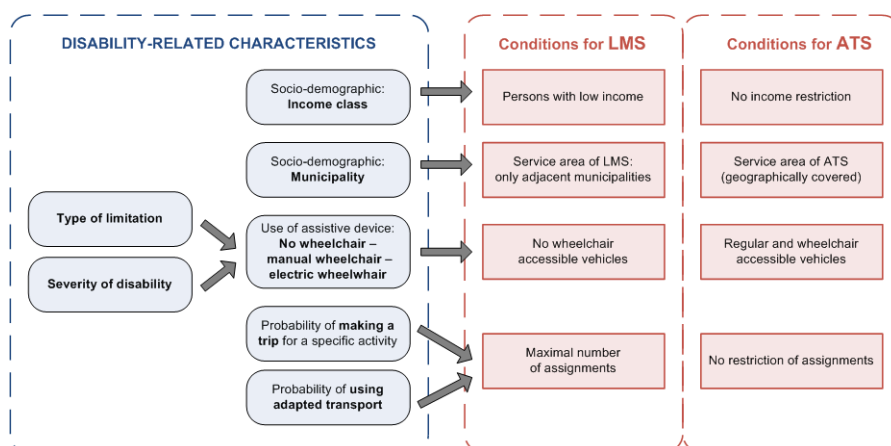 DISABILITY-RELATED CHARACTERISTICS
Conditions for LMS
Conditions for ATS
Socio-demographic:
Income class
Persons with low income
No income restriction
Socio-demographic:
Municipality
Service area of LMS:
only adjacent municipalities
Service area of ATS
(geographically covered)
Type of limitation
Severity of disability
Use of assistive device:
No wheelchair –
manual wheelchair –
electric wheelwhair
No wheelchair
accessible vehicles
Regular and wheelchair
accessible vehicles
Probability of making a
trip for a specific activity
Probability of using
adapted transport
Maximal number
of assignments
No restriction of assignments